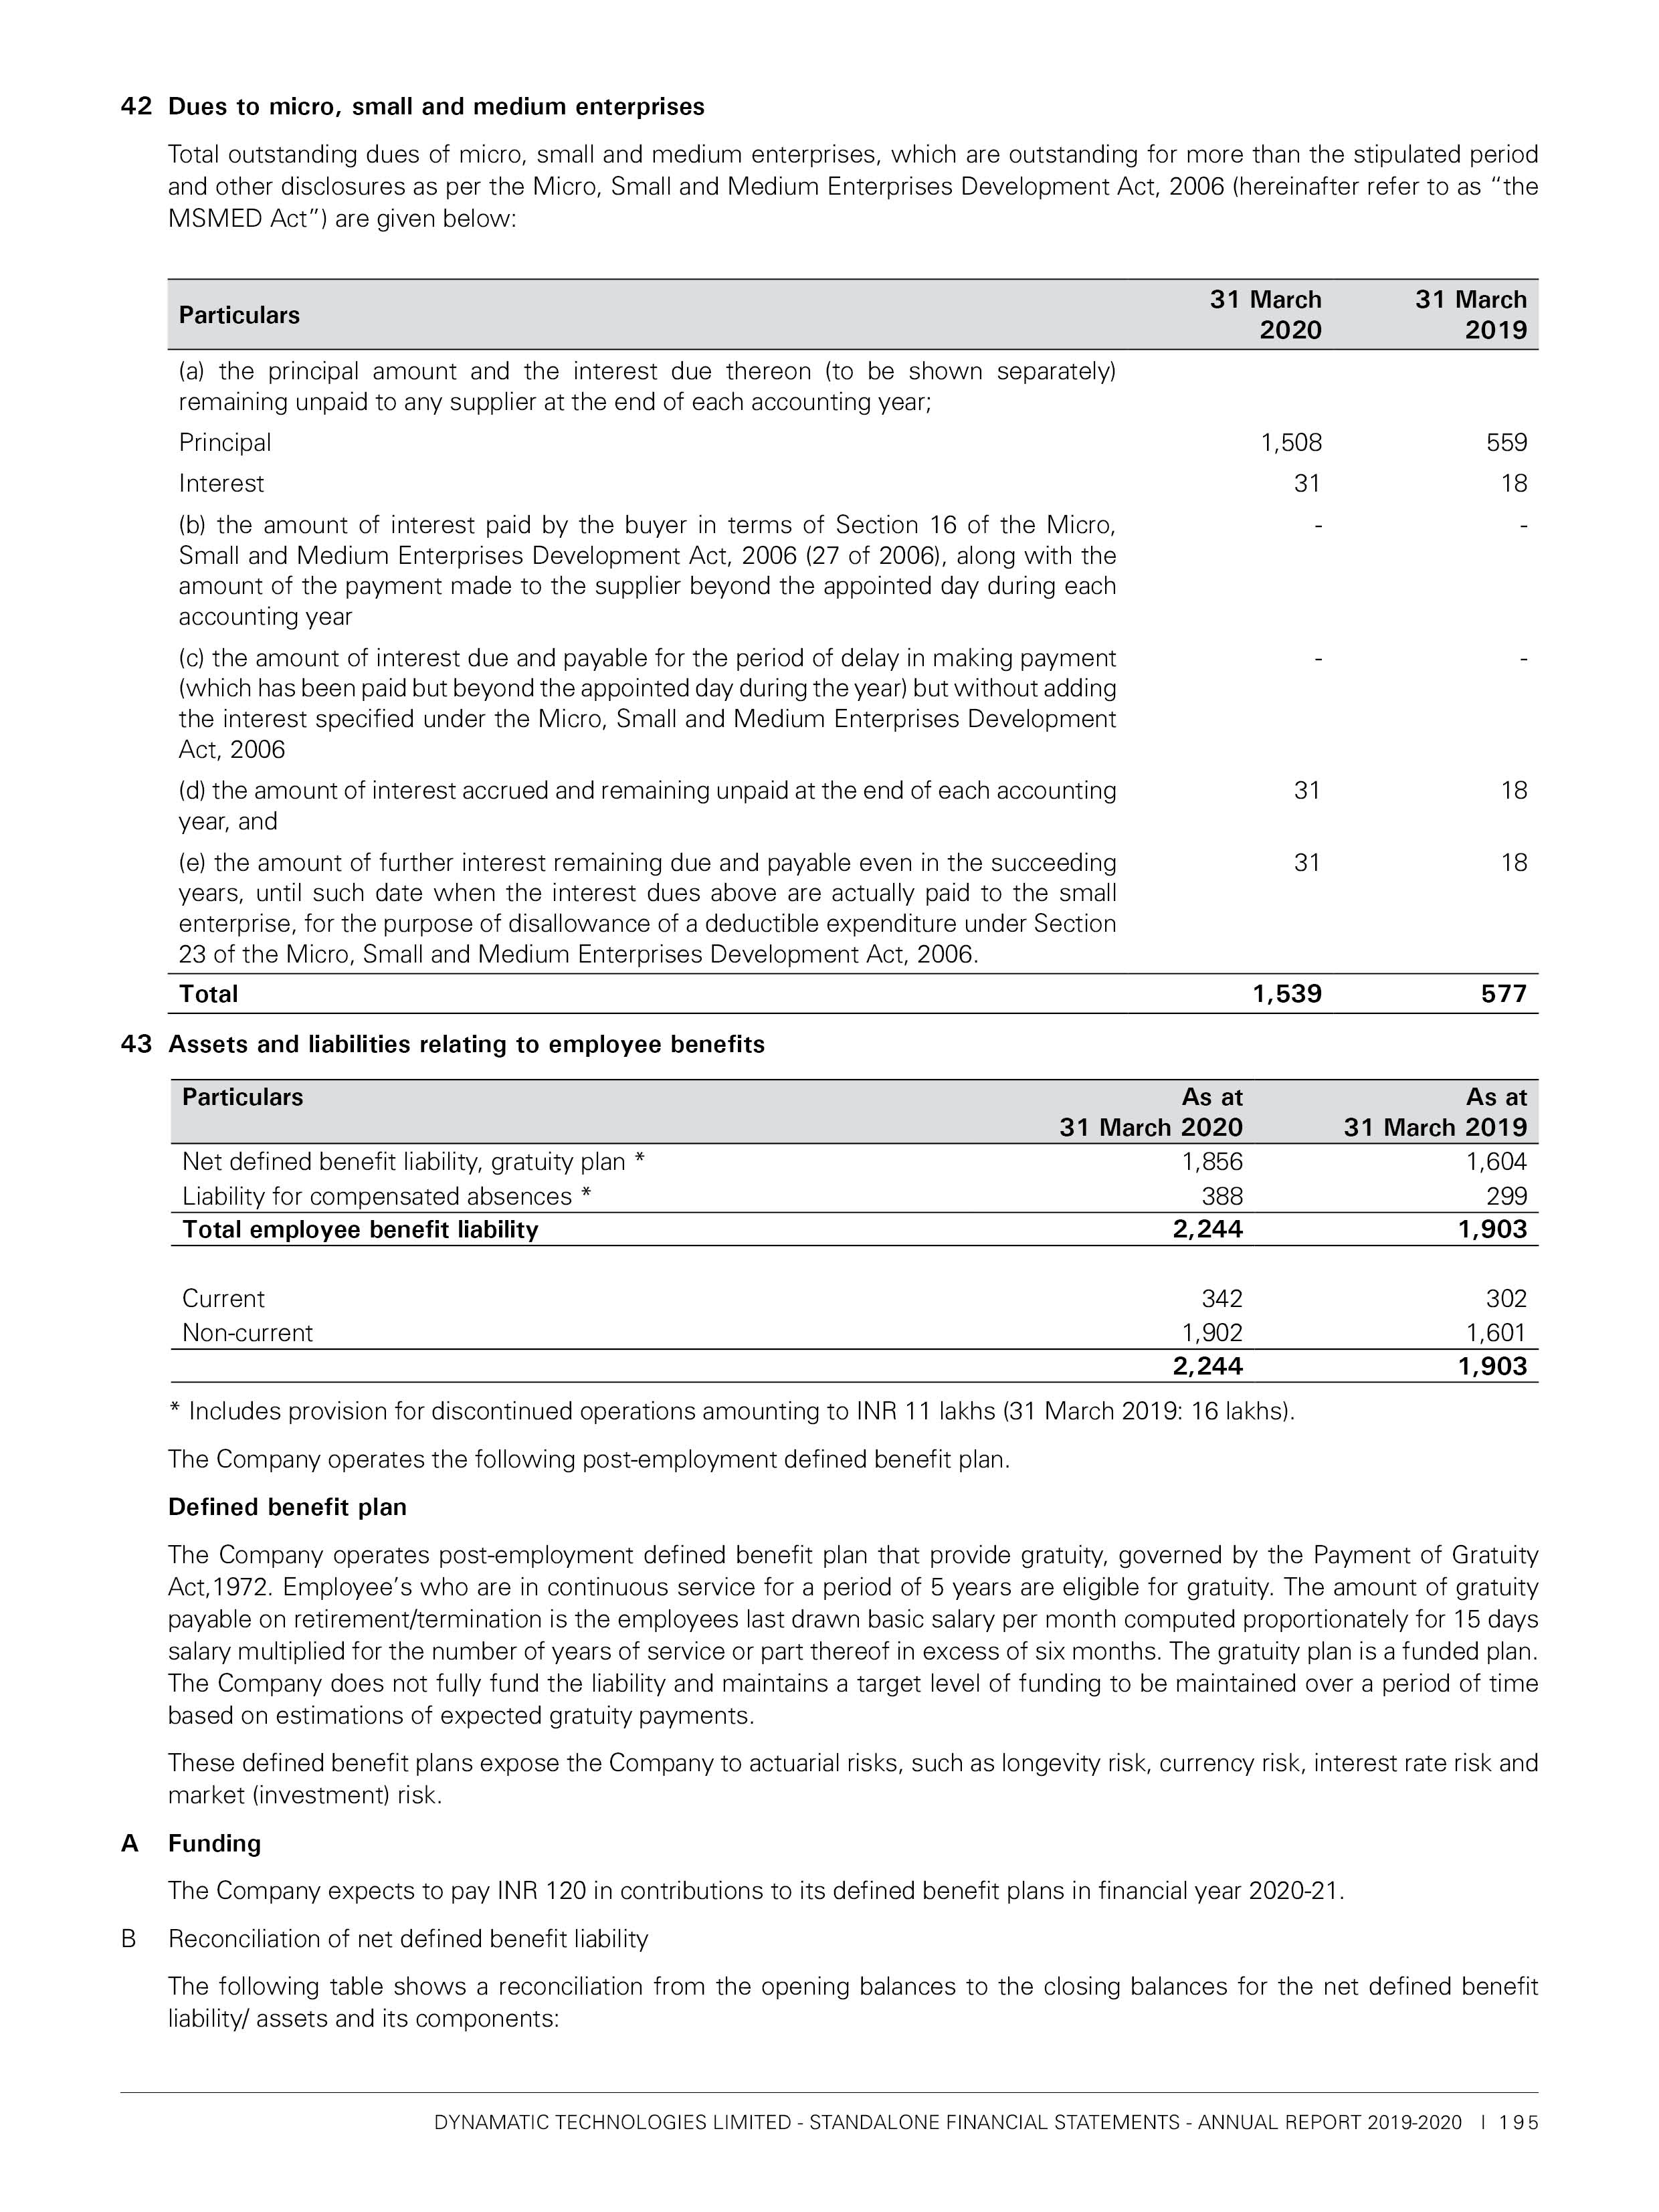 42 Dues to micro, small and medium enterprises
Total outstanding dues of micro, small and medium enterprises, which are outstanding for more than the stipulated period
and other disclosures as per the Micro, Small and Medium Enterprises Development Act, 2006 (hereinafter refer to as “the
MSMED Act”) are given below:
Particulars 31 March 2020 31 March 2019
(a) the principal amount and the interest due thereon (to be shown separately)
remaining unpaid to any supplier at the end of each accounting year;
Principal 1,508 559
Interest 31 18
(b) the amount of interest paid by the buyer in terms of Section 16 of the Micro, - -
Small and Medium Enterprises Development Act, 2006 (27 of 2006), along with the
amount of the payment made to the supplier beyond the appointed day during each
accounting year
(c) the amount of interest due and payable for the period of delay in making payment - -
(which has been paid but beyond the appointed day during the year) but without adding
the interest specified under the Micro, Small and Medium Enterprises Development
Act, 2006
(d) the amount of interest accrued and remaining unpaid at the end of each accounting 31 18
year, and
(e) the amount of further interest remaining due and payable even in the succeeding 31 18
years, until such date when the interest dues above are actually paid to the small
enterprise, for the purpose of disallowance of a deductible expenditure under Section
23 of the Micro, Small and Medium Enterprises Development Act, 2006.
Total 1,539 577
43 Assets and liabilities relating to employee benefits
Particulars As at As at
31 March 2020 31 March 2019
Net defined benefit liability, gratuity plan * 1,856 1,604
Liability for compensated absences * 388 299
Total employee benefit liability 2,244 1,903
Current 342 302
Non-current 1,902 1,601
2,244 1,903
* Includes provision for discontinued operations amounting to INR 11 lakhs (31 March 2019: 16 lakhs).
The Company operates the following post-employment defined benefit plan.
Defined benefit plan
The Company operates post-employment defined benefit plan that provide gratuity, governed by the Payment of Gratuity
Act,1972. Employee’s who are in continuous service for a period of 5 years are eligible for gratuity. The amount of gratuity
payable on retirement/termination is the employees last drawn basic salary per month computed proportionately for 15 days
salary multiplied for the number of years of service or part thereof in excess of six months. The gratuity plan is a funded plan.
The Company does not fully fund the liability and maintains a target level of funding to be maintained over a period of time
based on estimations of expected gratuity payments.
These defined benefit plans expose the Company to actuarial risks, such as longevity risk, currency risk, interest rate risk and
market (investment) risk.
A Funding
The Company expects to pay INR 120 in contributions to its defined benefit plans in financial year 2020-21.
B Reconciliation of net defined benefit liability
The following table shows a reconciliation from the opening balances to the closing balances for the net defined benefit
liability/ assets and its components:
DYNAMATIC TECHNOLOGIES LIMITED - STANDALONE FINANCIAL STATEMENTS - ANNUAL REPORT 2019-2020 | 195